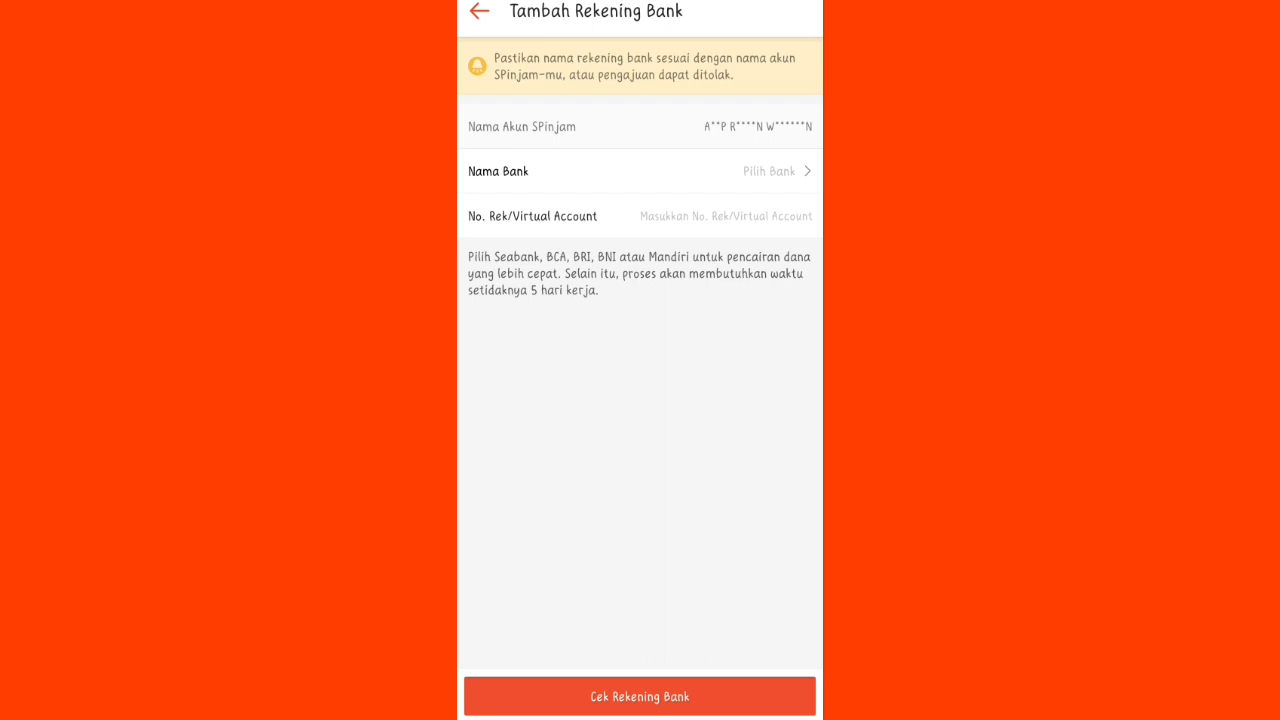 Tambah Rekening Bank
Pastikan nama rekening bank sesuai dengan nama akun
SPinjam-mu, atau pengajuan dapat ditolak.
Nama Akun SPinjam A**P R****N W******N
Nama Bank Pilih Bank
No. Rek/Virtual Account Masukkan No. Rek/Virtual Account
Pilih Seabank, BCA, BRI, BNI atau Mandiri untuk pencairan dana
yang lebih cepat. Selain itu, proses akan membutuhkan waktu
setidaknya 5 hari kerja.
Cek Rekening Bank